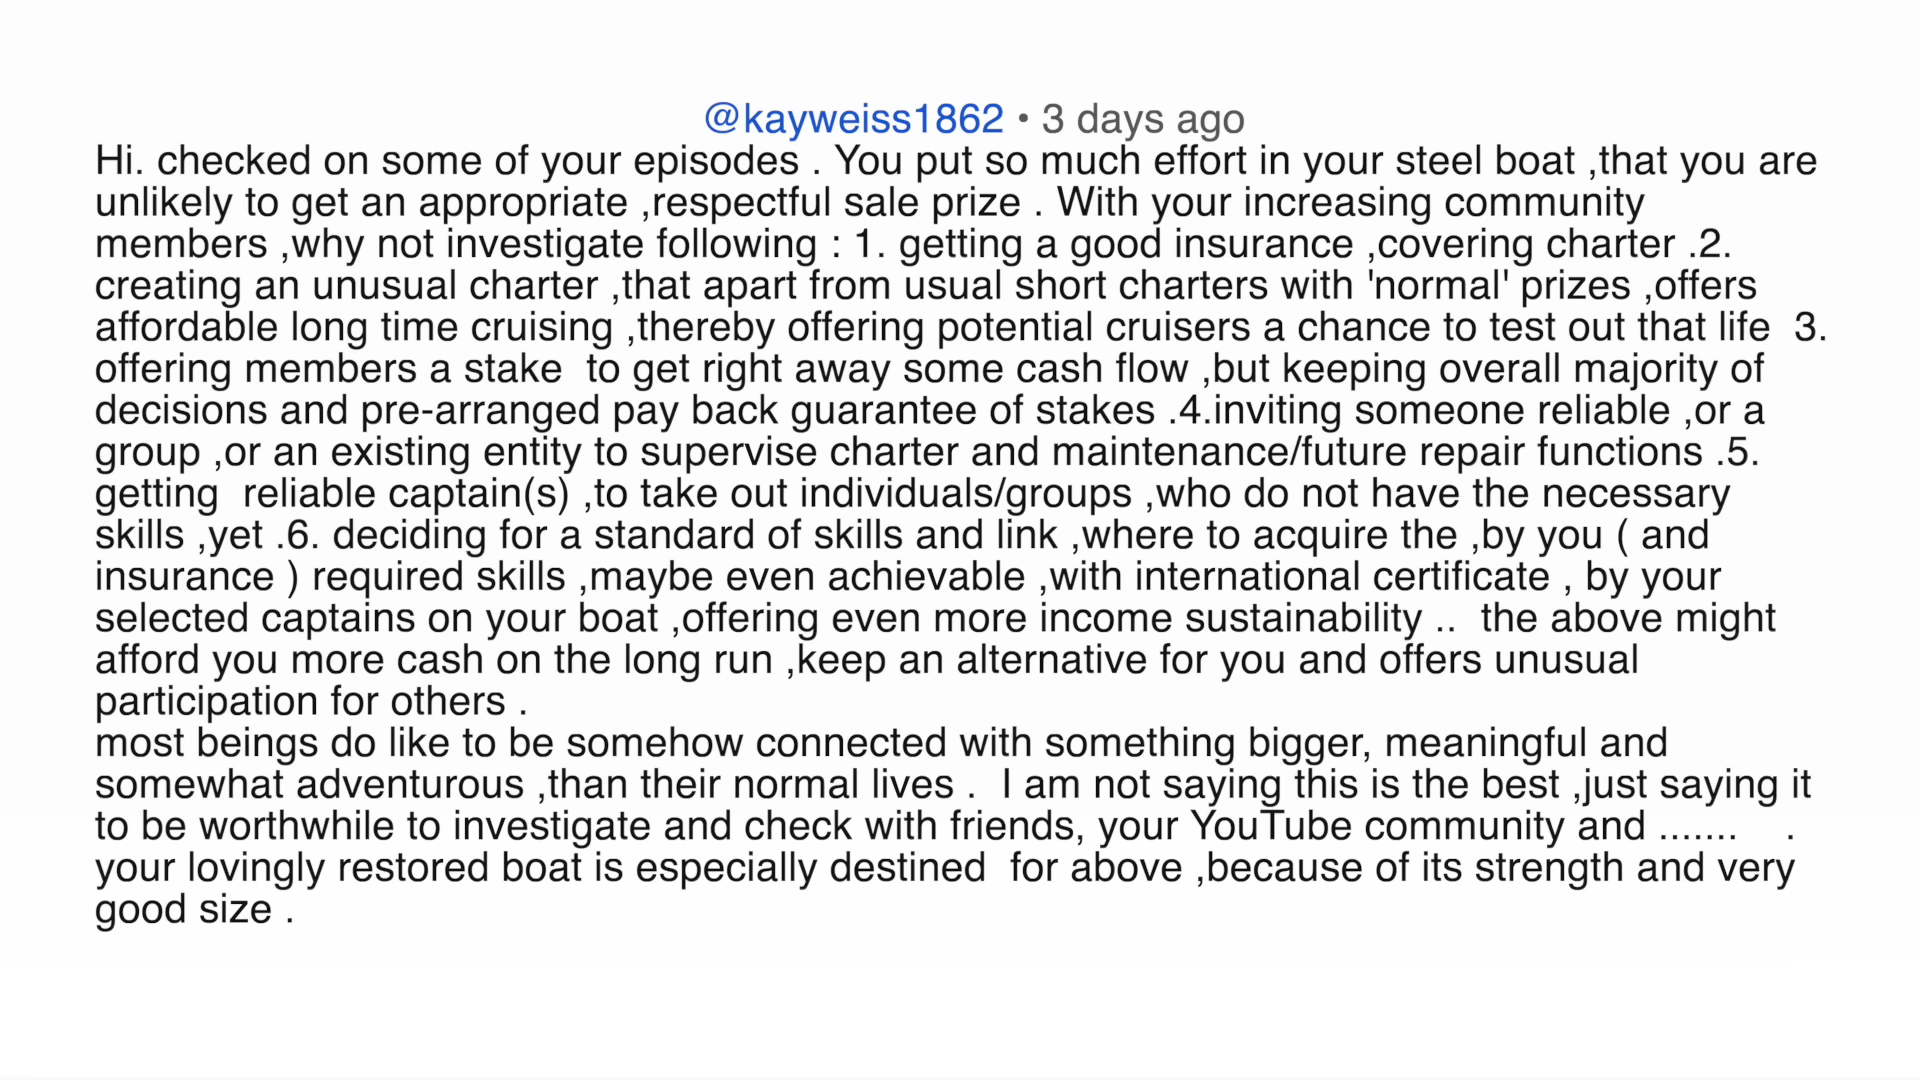 @kayweiss1862 • 3 days ago
Hi. checked on some of your episodes . You put so much effort in your steel boat ,that you are
unlikely to get an appropriate ,respectful sale prize . With your increasing community
members ,why not investigate following : 1. getting a good insurance ,covering charter .2.
creating an unusual charter ,that apart from usual short charters with 'normal' prizes ,offers
affordable long time cruising ,thereby offering potential cruisers a chance to test out that life  3.
offering members a stake  to get right away some cash flow ,but keeping overall majority of
decisions and pre-arranged pay back guarantee of stakes .4.inviting someone reliable ,or a
group ,or an existing entity to supervise charter and maintenance/future repair functions .5.
getting  reliable captain(s) ,to take out individuals/groups ,who do not have the necessary
skills ,yet .6. deciding for a standard of skills and link ,where to acquire the ,by you ( and
insurance ) required skills ,maybe even achievable ,with international certificate , by your
selected captains on your boat ,offering even more income sustainability ..  the above might
afford you more cash on the long run ,keep an alternative for you and offers unusual
participation for others .
most beings do like to be somehow connected with something bigger, meaningful and
somewhat adventurous ,than their normal lives .  I am not saying this is the best ,just saying it
to be worthwhile to investigate and check with friends, your YouTube community and .......    .
your lovingly restored boat is especially destined  for above ,because of its strength and very
good size .